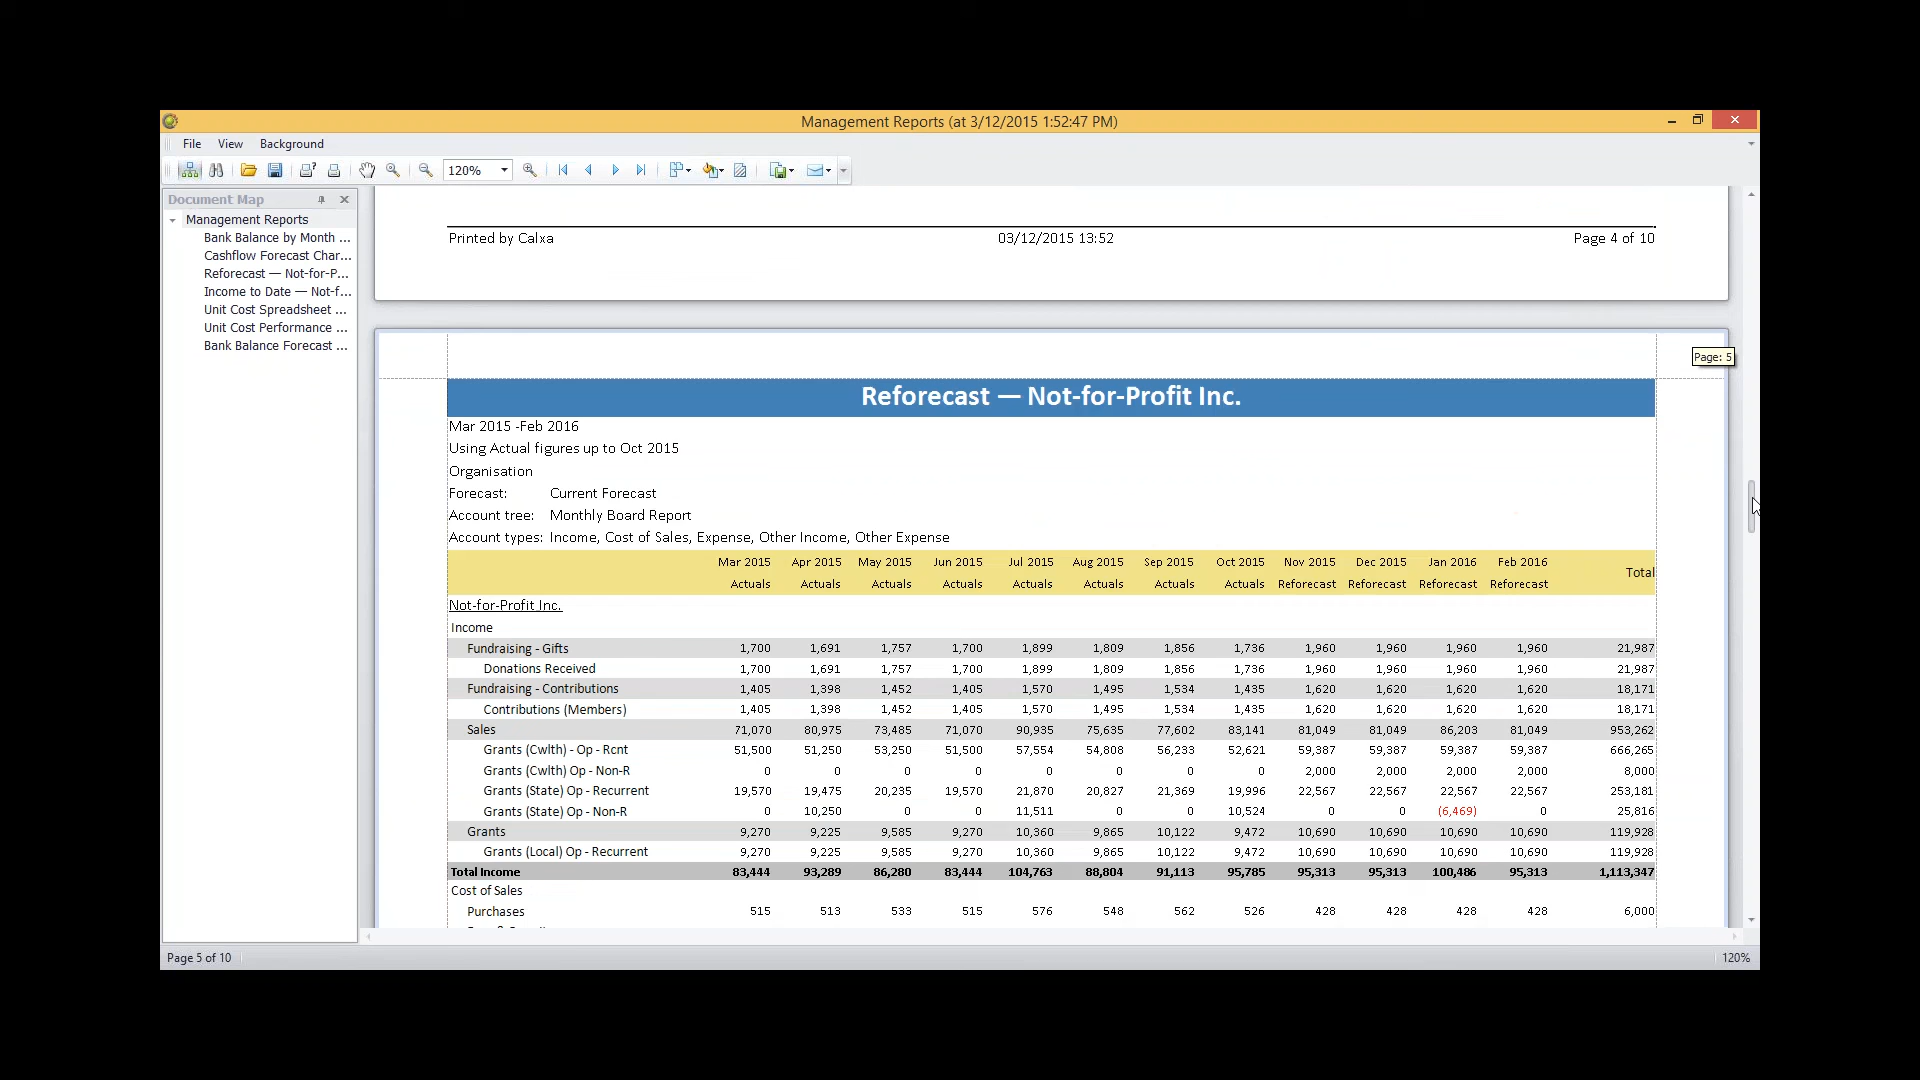 Management Reports (at 3/12/2015 1:52:47 PM)
File View Background
120%
Document Map
Management Reports
Bank Balance by Month ...
Cashflow Forecast Char...
Reforecast — Not-for-P...
Income to Date — Not-f...
Unit Cost Spreadsheet ...
Unit Cost Performance ...
Bank Balance Forecast ...
Printed by Calxa 03/12/2015 13:52 Page 4 of 10
Page: 5
Reforecast — Not-for-Profit Inc.
Mar 2015 -Feb 2016
Using Actual figures up to Oct 2015
Organisation
Forecast: Current Forecast
Account tree: Monthly Board Report
Account types: Income, Cost of Sales, Expense, Other Income, Other Expense
Mar 2015 Apr 2015 May 2015 Jun 2015 Jul 2015 Aug 2015 Sep 2015 Oct 2015 Nov 2015 Dec 2015 Jan 2016 Feb 2016 Total
Actuals Actuals Actuals Actuals Actuals Actuals Actuals Actuals Reforecast Reforecast Reforecast Reforecast
Not-for-Profit Inc.
Income
Fundraising - Gifts 1,700 1,691 1,757 1,700 1,899 1,809 1,856 1,736 1,960 1,960 1,960 1,960 21,987
Donations Received 1,700 1,691 1,757 1,700 1,899 1,809 1,856 1,736 1,960 1,960 1,960 1,960 21,987
Fundraising - Contributions 1,405 1,398 1,452 1,405 1,570 1,495 1,534 1,435 1,620 1,620 1,620 1,620 18,171
Contributions (Members) 1,405 1,398 1,452 1,405 1,570 1,495 1,534 1,435 1,620 1,620 1,620 1,620 18,171
Sales 71,070 80,975 73,485 71,070 90,935 75,635 77,602 83,141 81,049 81,049 86,203 81,049 953,262
Grants (Cwlth) - Op - Rcnt 51,500 51,250 53,250 51,500 57,554 54,808 56,233 52,621 59,387 59,387 59,387 59,387 666,265
Grants (Cwlth) Op - Non-R 0 0 0 0 0 0 0 0 2,000 2,000 2,000 2,000 8,000
Grants (State) Op - Recurrent 19,570 19,475 20,235 19,570 21,870 20,827 21,369 19,996 22,567 22,567 22,567 22,567 253,181
Grants (State) Op - Non-R 0 10,250 0 0 11,511 0 0 10,524 0 0 (6,469) 0 25,816
Grants 9,270 9,225 9,585 9,270 10,360 9,865 10,122 9,472 10,690 10,690 10,690 10,690 119,928
Grants (Local) Op - Recurrent 9,270 9,225 9,585 9,270 10,360 9,865 10,122 9,472 10,690 10,690 10,690 10,690 119,928
Total Income 83,444 93,289 86,280 83,444 104,763 88,804 91,113 95,785 95,313 95,313 100,486 95,313 1,113,347
Cost of Sales
Purchases 515 513 533 515 576 548 562 526 428 428 428 428 6,000
Page 5 of 10 120%